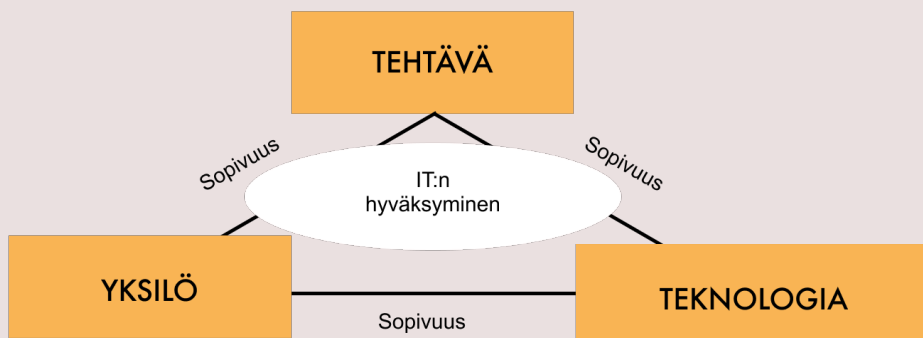 TEHTÄVÄ
Sopivuus
Sopivuus
IT:n
hyväksyminen
YKSILÖ
TEKNOLOGIA
Sopivuus